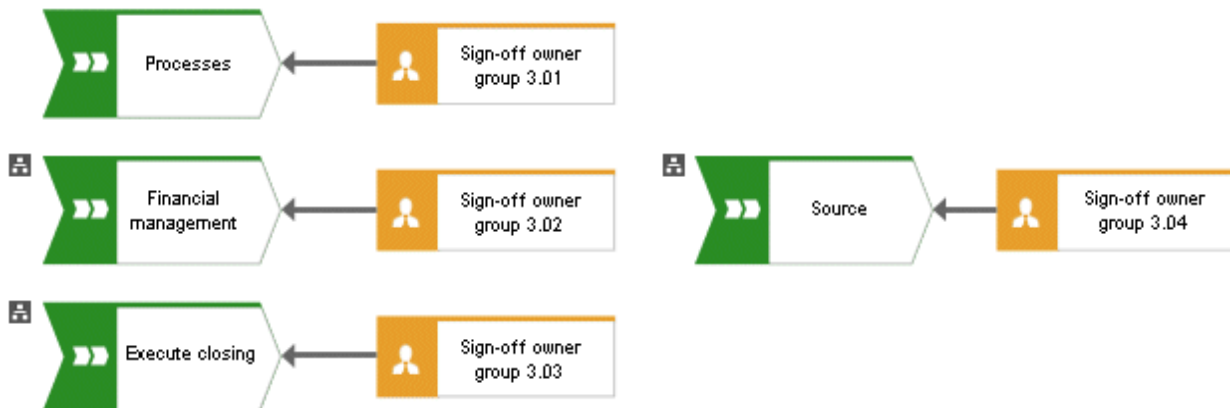 Processes
Sign-off owner
group 3.01
Financial
management
Sign-off owner
group 3.02
Source
Sign-off owner
group 3.04
Execute closing
Sign-off owner
group 3.03